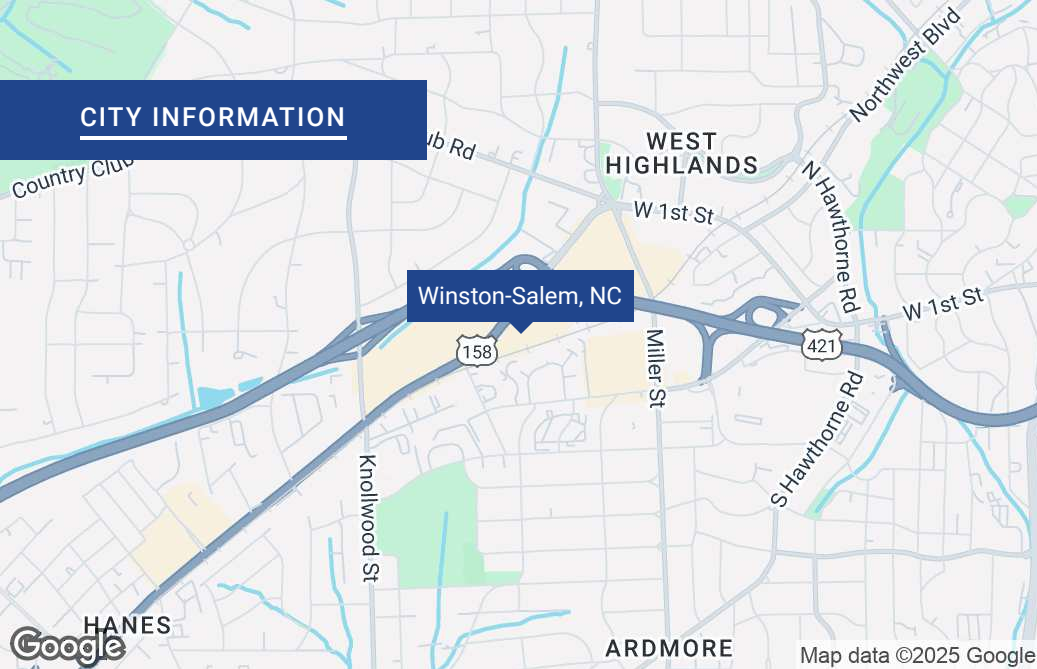 CITY INFORMATION
Country Club
ub Rd
WEST
HIGHLANDS
Northwest Blvd
N Hawthorne Rd
W 1st St
Winston-Salem, NC
W 1st St
158
421
Miller St
S Hawthorne Rd
Knollwood St
HANES
ARDMORE
Google
Map data ©2025 Google